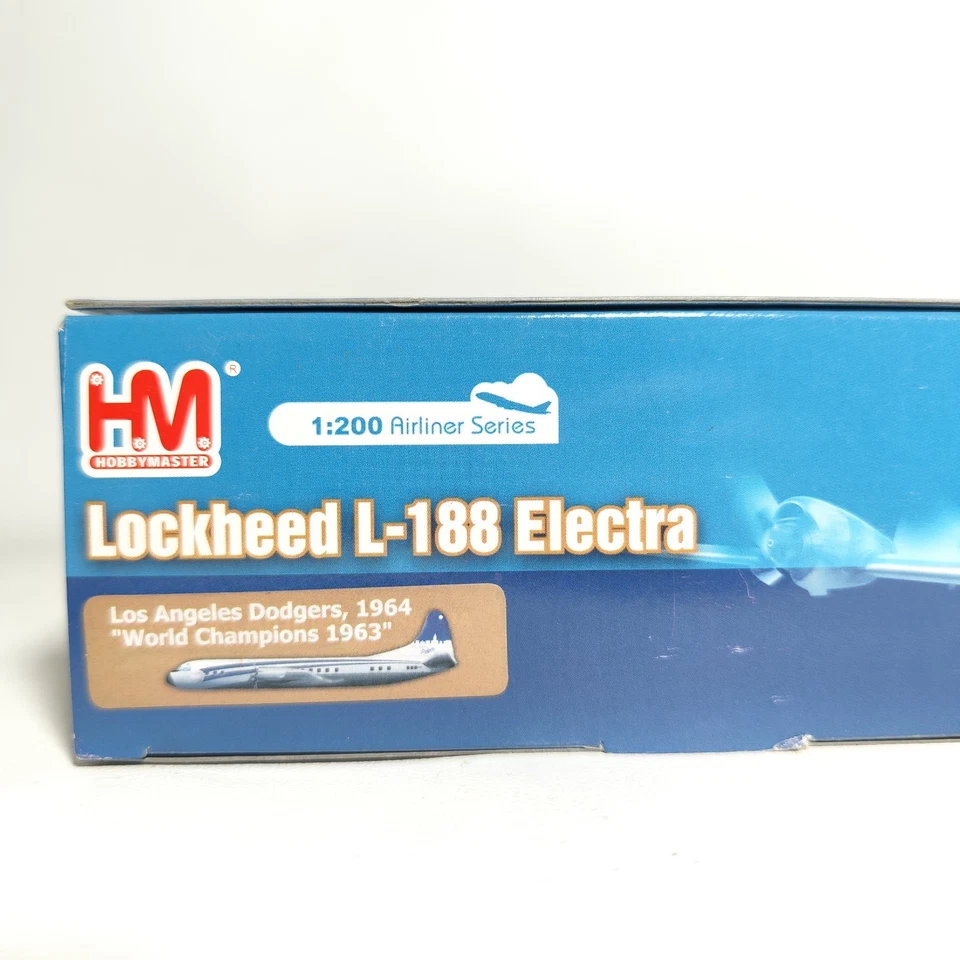 HM ®
HOBBYMASTER
1:200 Airliner Series
Lockheed L-188 Electra
Los Angeles Dodgers, 1964
"World Champions 1963"